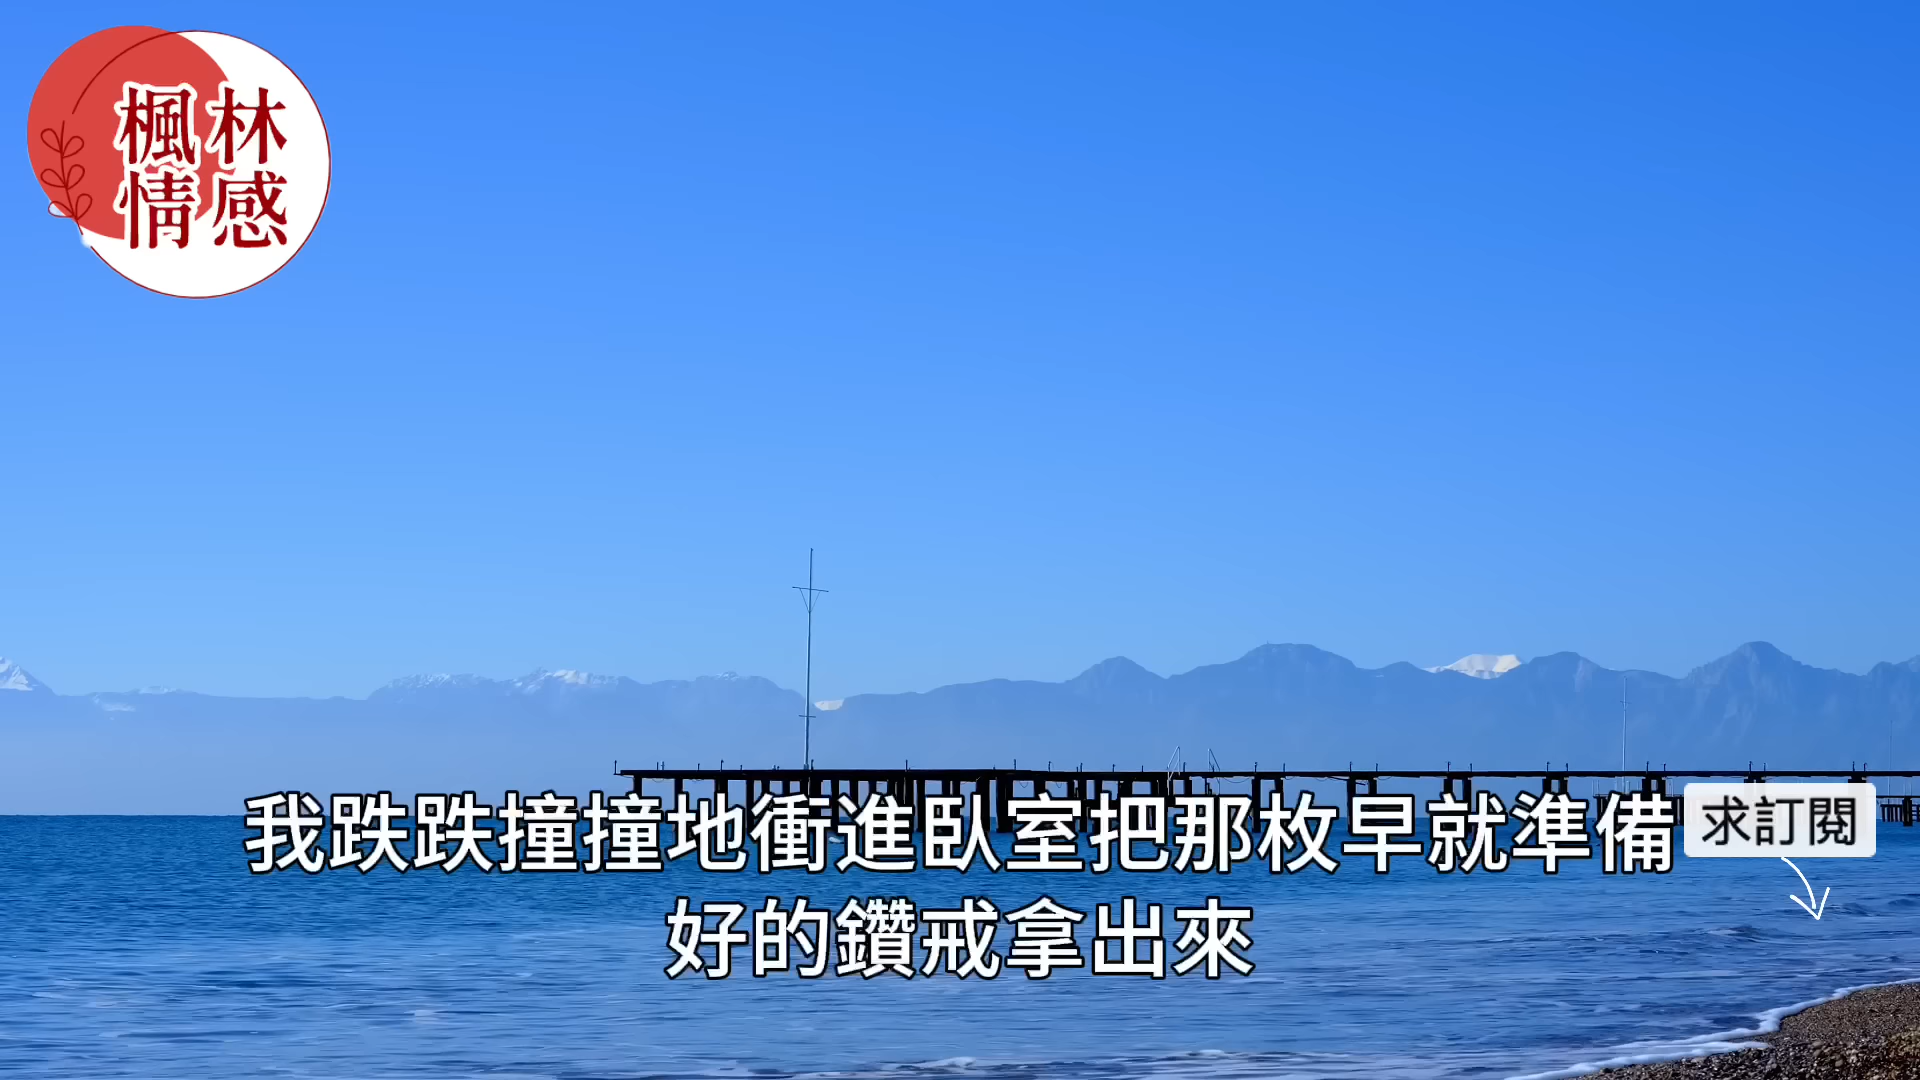 楓林
情感
我跌跌撞撞地衝進臥室把那枚早就準備
好的鑽戒拿出來
求訂閱